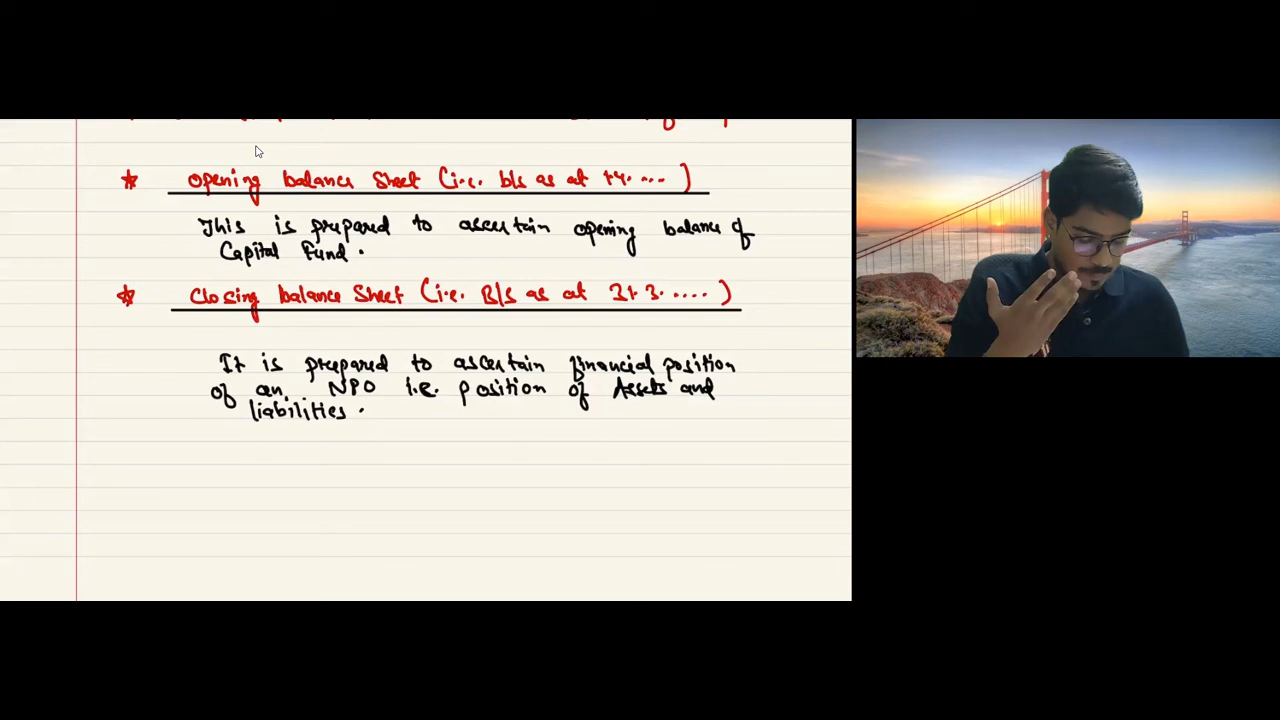 ★ Opening balance Sheet (i.e. b/s as at 1.4. ....)
This is prepared to ascertain opening balance of
Capital Fund.
★ Closing balance Sheet (i.e. B/S as at 31.3. ....)
It is prepared to ascertain financial position
of an NPO i.e. position of Assets and
liabilities.